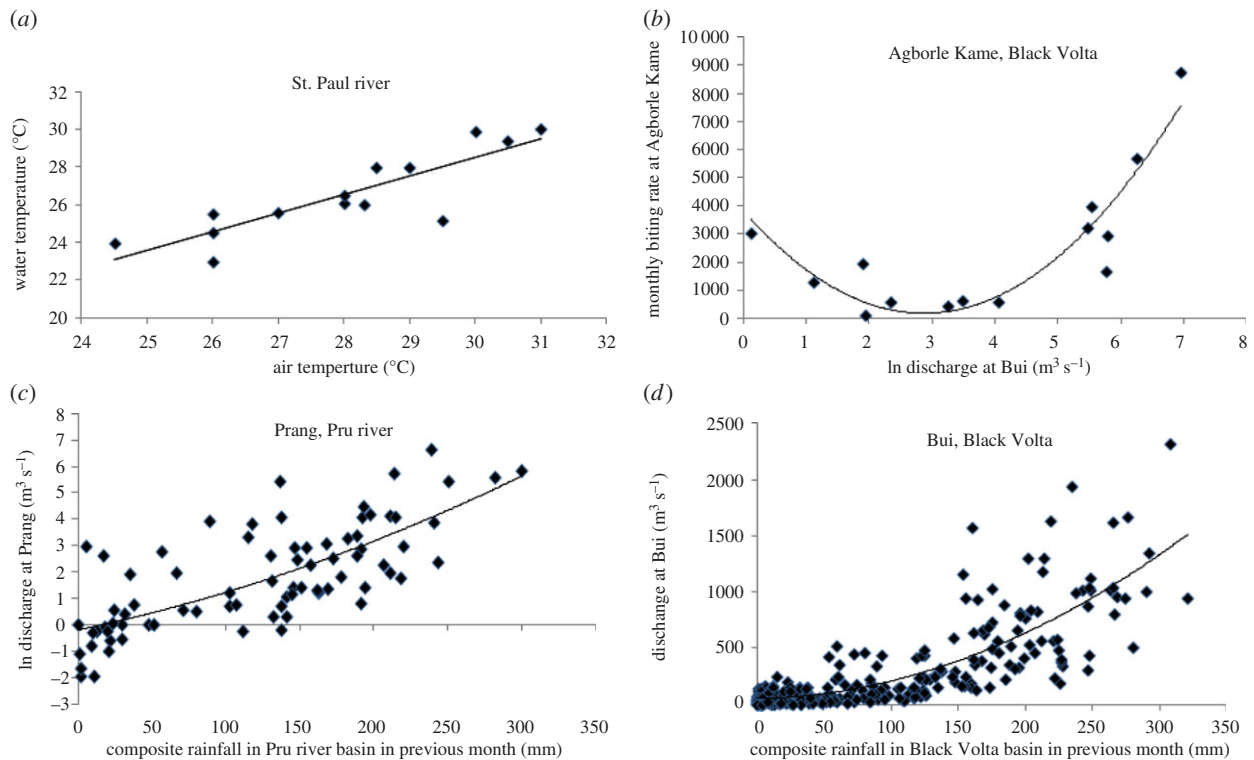 (a)
St. Paul river
32
30
28
26
24
22
20
water temperature (°C)
24 25 26 27 28 29 30 31 32
air temperture (°C)
(b)
Agborle Kame, Black Volta
10 000
9000
8000
7000
6000
5000
4000
3000
2000
1000
0
monthly biting rate at Agborle Kame
0 1 2 3 4 5 6 7 8
ln discharge at Bui (m³ s⁻¹)
(c)
Prang, Pru river
8
7
6
5
4
3
2
1
0
−1
−2
−3
ln discharge at Prang (m³ s⁻¹)
0 50 100 150 200 250 300 350
composite rainfall in Pru river basin in previous month (mm)
(d)
Bui, Black Volta
2500
2000
1500
1000
500
0
dischange at Bui (m³ s⁻¹)
0 50 100 150 200 250 300 350
composite rainfall in Black Volta basin in previous month (mm)